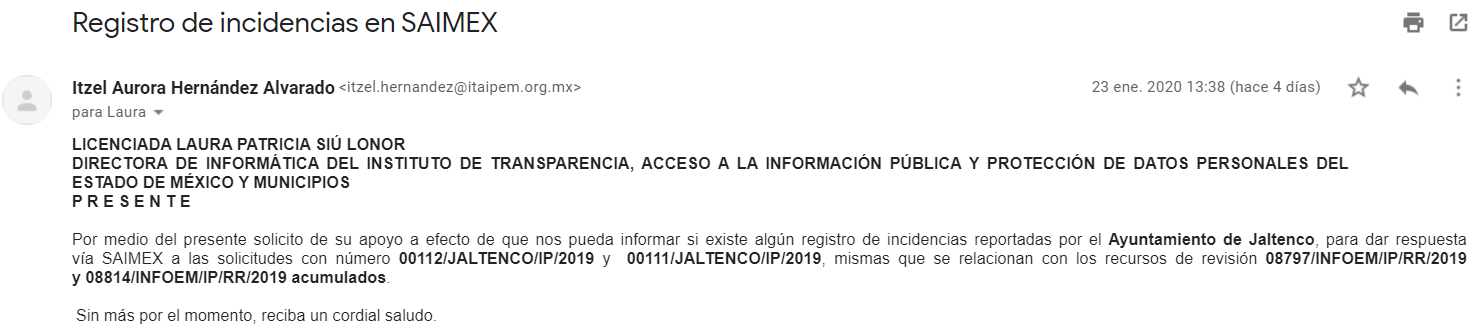 Registro de incidencias en SAIMEX
Itzel Aurora Hernández Alvarado <itzel.hernandez@itaipem.org.mx>
23 ene. 2020 13:38 (hace 4 días)
para Laura
LICENCIADA LAURA PATRICIA SIÚ LONOR
DIRECTORA DE INFORMÁTICA DEL INSTITUTO DE TRANSPARENCIA, ACCESO A LA INFORMACIÓN PÚBLICA Y PROTECCIÓN DE DATOS PERSONALES DEL
ESTADO DE MÉXICO Y MUNICIPIOS
P R E S E N T E
Por medio del presente solicito de su apoyo a efecto de que nos pueda informar si existe algún registro de incidencias reportadas por el Ayuntamiento de Jaltenco, para dar respuesta
vía SAIMEX a las solicitudes con número 00112/JALTENCO/IP/2019 y 00111/JALTENCO/IP/2019, mismas que se relacionan con los recursos de revisión 08797/INFOEM/IP/RR/2019
y 08814/INFOEM/IP/RR/2019 acumulados.
Sin más por el momento, reciba un cordial saludo.